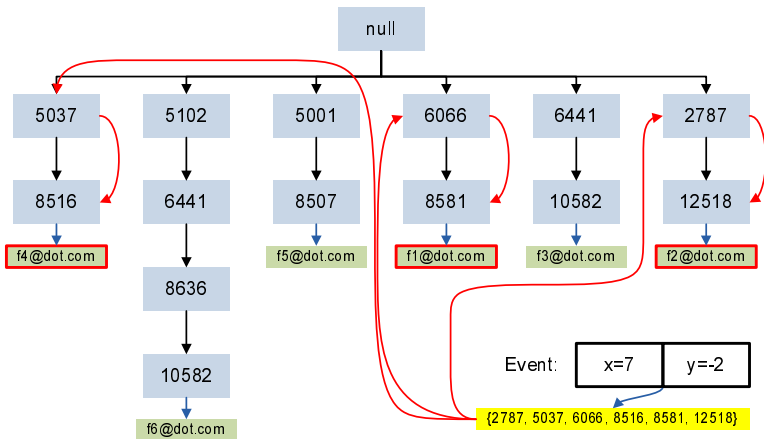 null
5037 5102 5001 6066 6441 2787
8516 6441 8507 8581 10582 12518
f4@dot.com f5@dot.com f1@dot.com f3@dot.com f2@dot.com
8636
Event: x=7 y=-2
10582
{2787, 5037, 6066, 8516, 8581, 12518}
f6@dot.com